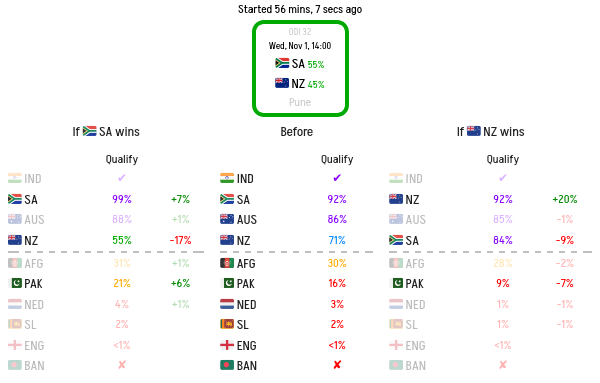 Started 56 mins, 7 secs ago
ODI 32
Wed, Nov 1, 14:00
SA 55%
NZ 45%
Pune
If SA wins Before If NZ wins
Qualify Qualify Qualify
IND ✔ IND ✔ IND ✔
SA 99% +7% SA 92% NZ 92% +20%
AUS 88% +1% AUS 86% AUS 85% -1%
NZ 55% -17% NZ 71% SA 84% -9%
AFG 31% +1% AFG 30% AFG 28% -2%
PAK 21% +6% PAK 16% PAK 9% -7%
NED 4% +1% NED 3% NED 1% -1%
SL 2% SL 2% SL 1% -1%
ENG <1% ENG <1% ENG <1%
BAN ✘ BAN ✘ BAN ✘